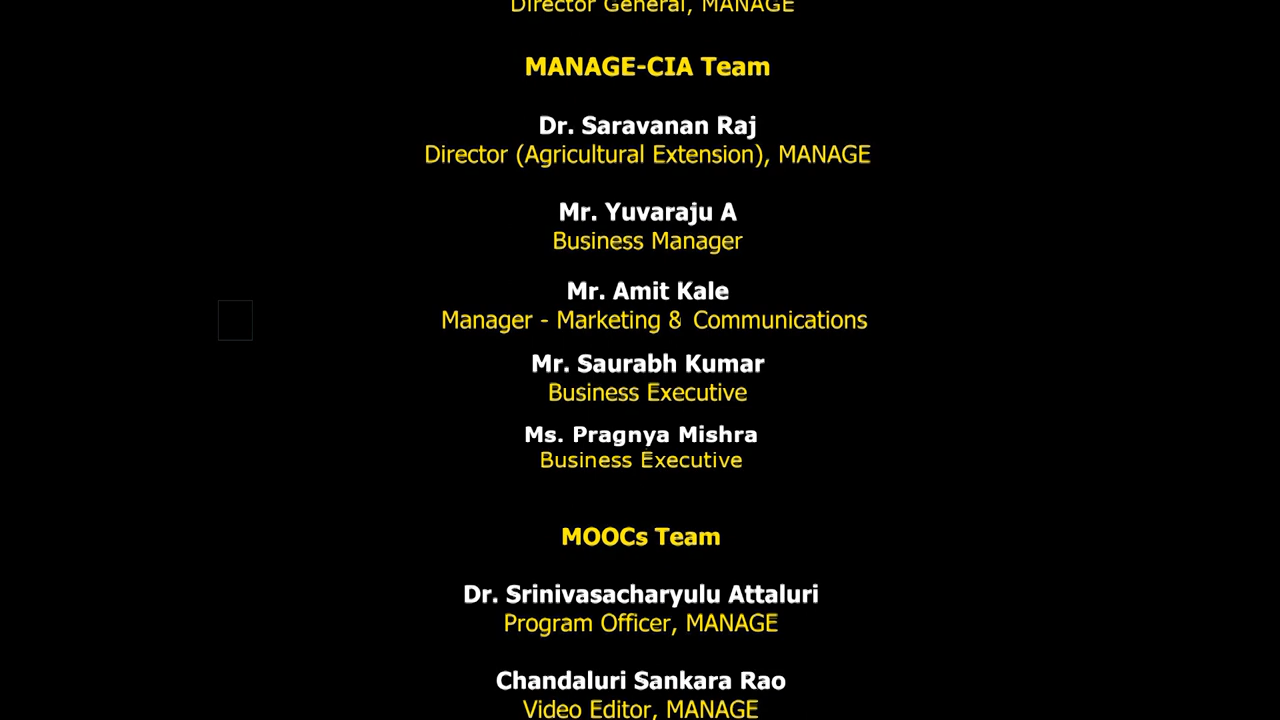 Director General, MANAGE
MANAGE-CIA Team
Dr. Saravanan Raj
Director (Agricultural Extension), MANAGE
Mr. Yuvaraju A
Business Manager
Mr. Amit Kale
Manager - Marketing & Communications
Mr. Saurabh Kumar
Business Executive
Ms. Pragnya Mishra
Business Executive
MOOCs Team
Dr. Srinivasacharyulu Attaluri
Program Officer, MANAGE
Chandaluri Sankara Rao
Video Editor, MANAGE